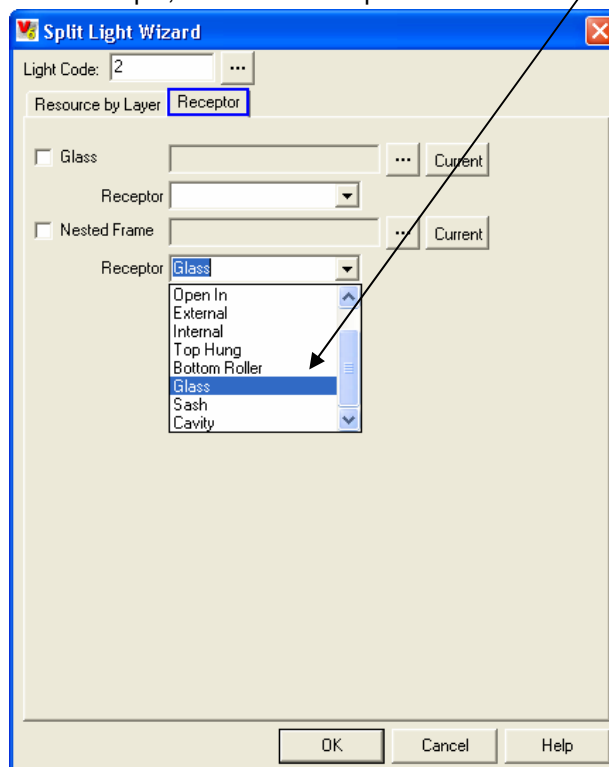 Split Light Wizard
Light Code: 2 ...
Resource by Layer Receptor
Glass ... Current
Receptor
Nested Frame ... Current
Receptor Glass
Open In
External
Internal
Top Hung
Bottom Roller
Glass
Sash
Cavity
OK Cancel Help